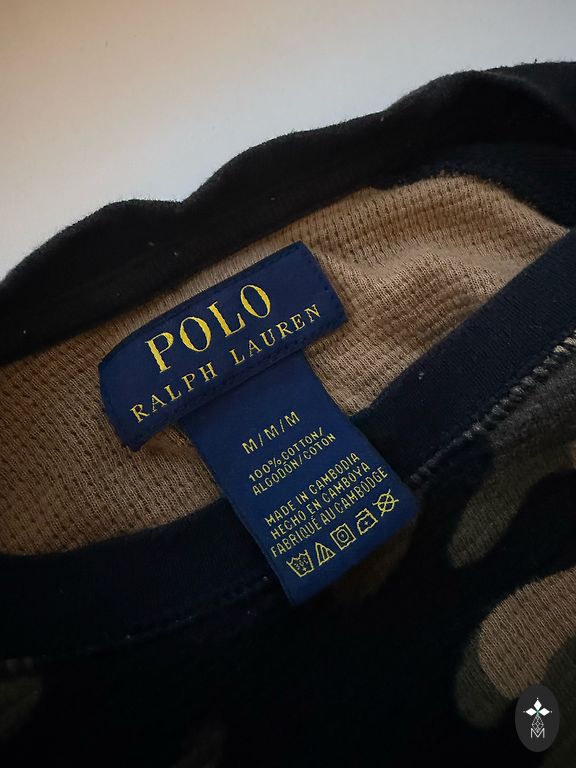 POLO
RALPH LAUREN
M/M/M
100% COTTON/
ALGODÓN/COTON
MADE IN CAMBODIA
HECHO EN CAMBOYA
FABRIQUÉ AU CAMBODGE